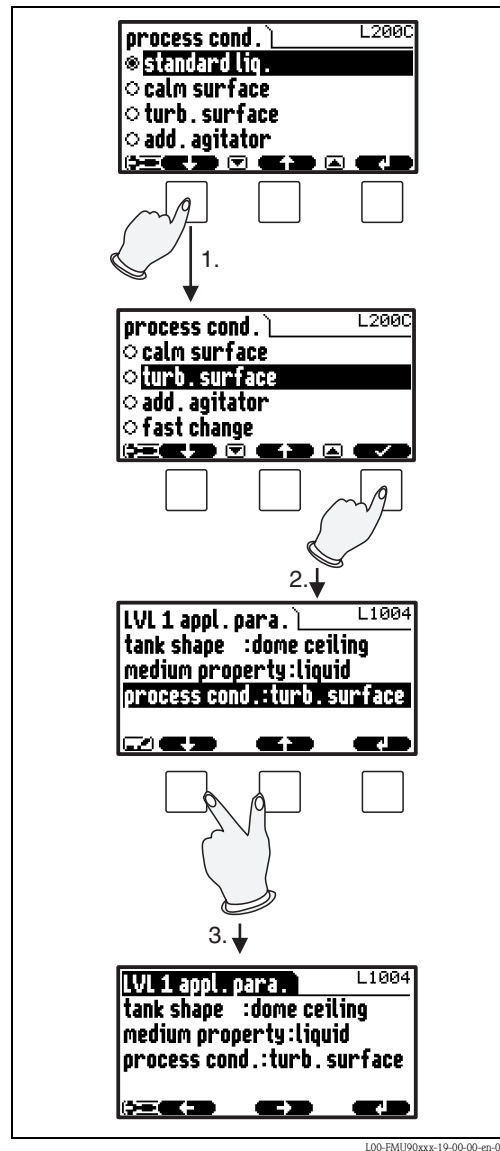 process cond. L200C
standard liq.
calm surface
turb. surface
add. agitator
1.
process cond. L200C
calm surface
turb. surface
add. agitator
fast change
2.
LVL 1 appl. para. L1004
tank shape :dome ceiling
medium property:liquid
process cond.:turb. surface
3.
LVL 1 appl. para. L1004
tank shape :dome ceiling
medium property:liquid
process cond.:turb. surface